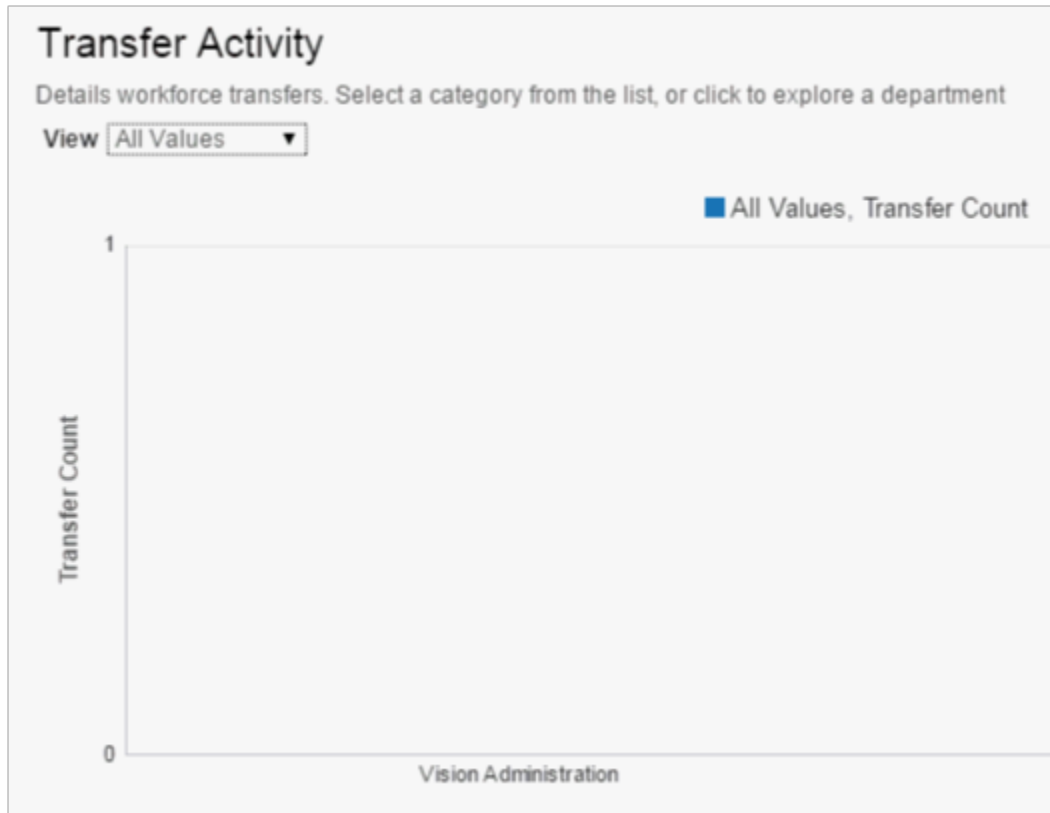 Transfer Activity
Details workforce transfers. Select a category from the list, or click to explore a department
View All Values ▼
All Values, Transfer Count
1
Transfer Count
0
Vision Administration